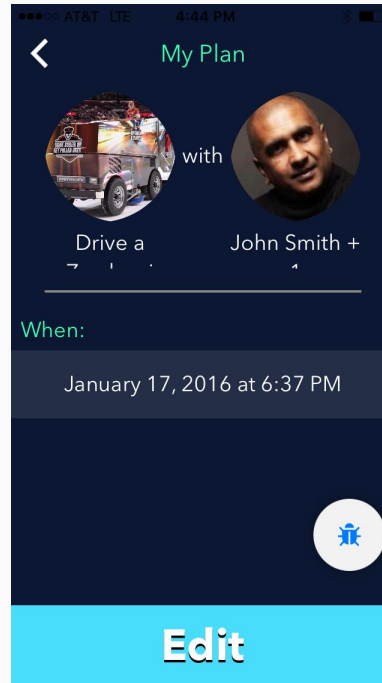 AT&T LTE 4:44 PM
My Plan
with
Drive a
John Smith +
When:
January 17, 2016 at 6:37 PM
Edit